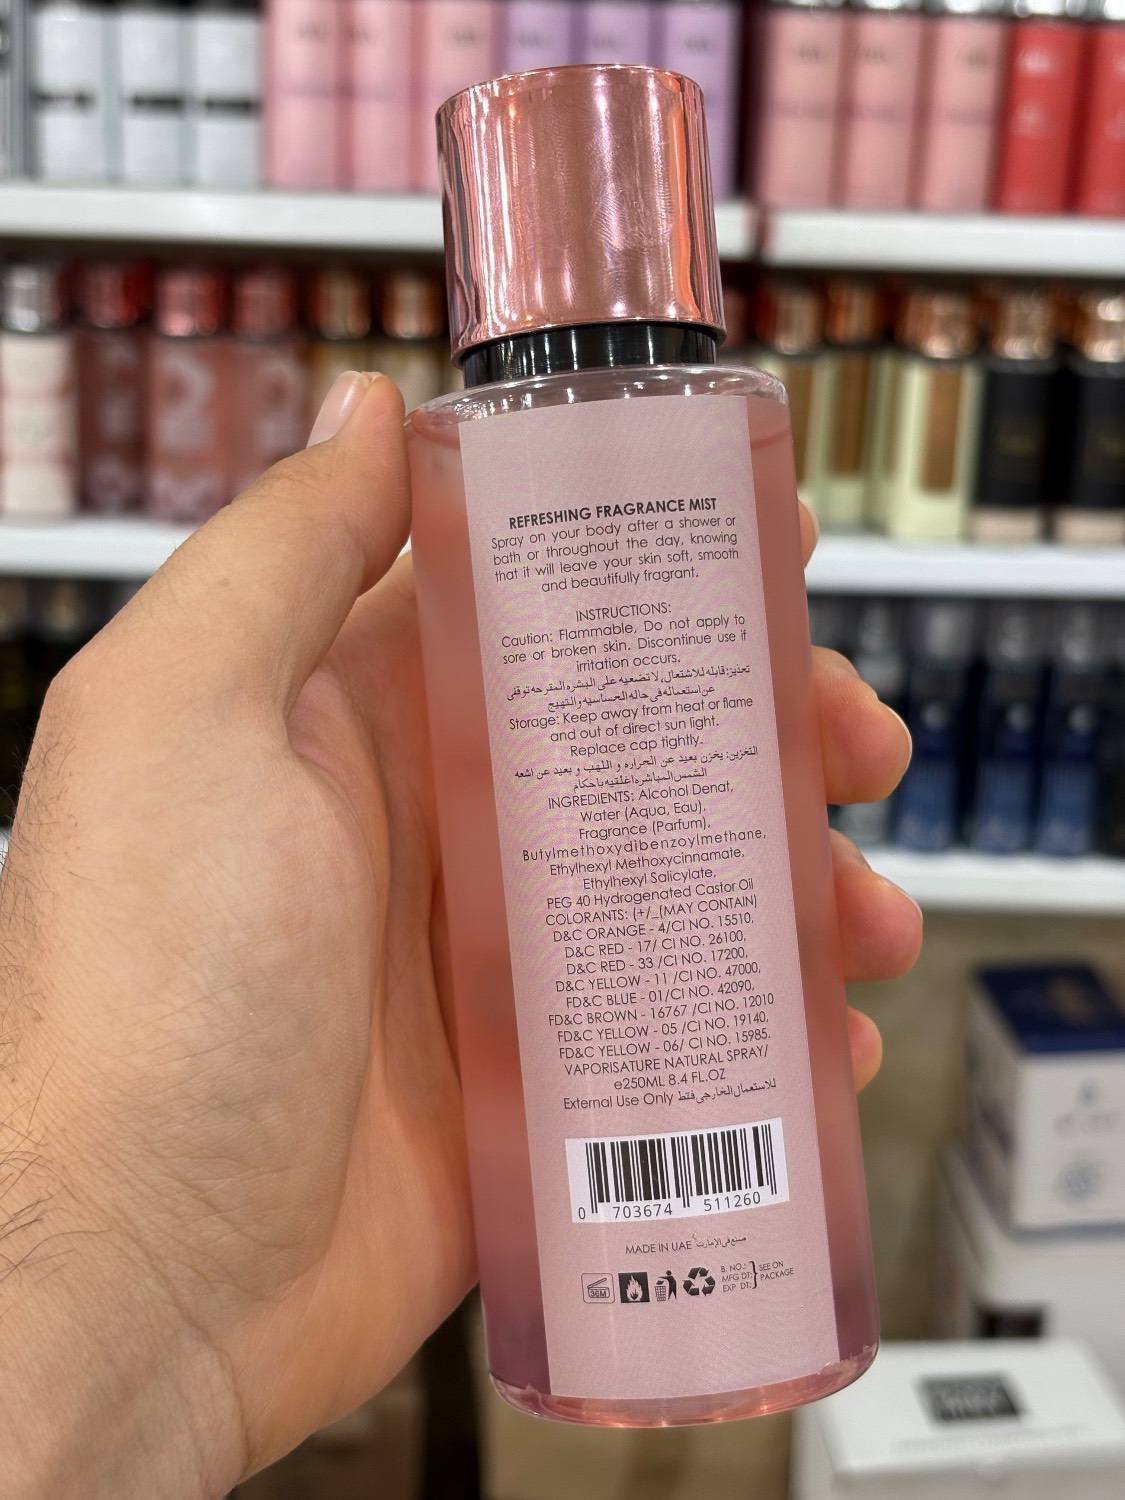 REFRESHING FRAGRANCE MIST
Spray on your body after a shower or
bath or throughout the day, knowing
that it will leave your skin soft, smooth
and beautifully fragrant.
INSTRUCTIONS:
Caution: Flammable, Do not apply to
sore or broken skin. Discontinue use if
irritation occurs.
تحذيز: قابله للاشتعال، لا تضعيه على البشره المقرحه توقفى
عن استعماله فى حاله الحساسيه والتهيج
Storage: Keep away from heat or flame
and out of direct sun light.
Replace cap tightly.
التخزين: يخزن بعيد عن الحراره و اللهب و بعيد عن اشعه
الشمس المباشره اغلقيه باحكام
INGREDIENTS: Alcohol Denat,
Water (Aqua, Eau),
Fragrance (Parfum),
Butylmethoxydibenzoylmethane,
Ethylhexyl Methoxycinnamate,
Ethylhexyl Salicylate,
PEG 40 Hydrogenated Castor Oil
COLORANTS: (+/_(MAY CONTAIN)
D&C ORANGE - 4/CI NO. 15510,
D&C RED - 17/ CI NO. 26100,
D&C RED - 33 /CI NO. 17200,
D&C YELLOW - 11 /CI NO. 47000,
FD&C BLUE - 01/CI NO. 42090,
FD&C BROWN - 16767 /CI NO. 12010
FD&C YELLOW - 05 /CI NO. 19140,
FD&C YELLOW - 06/ CI NO. 15985.
VAPORISATURE NATURAL SPRAY/
e250ML 8.4 FL.OZ
External Use Only للاستعمال الخارجى فقط
0 703674 511260
MADE IN UAE صنع فى الإمارت
36M
B. NO.: SEE ON
MFG DT: PACKAGE
EXP DT: